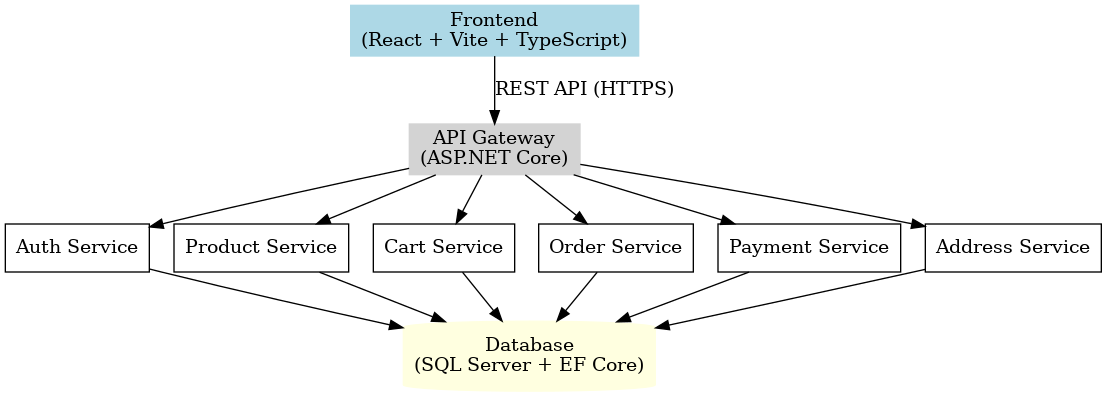 Frontend
(React + Vite + TypeScript)
REST API (HTTPS)
API Gateway
(ASP.NET Core)
Auth Service
Product Service
Cart Service
Order Service
Payment Service
Address Service
Database
(SQL Server + EF Core)